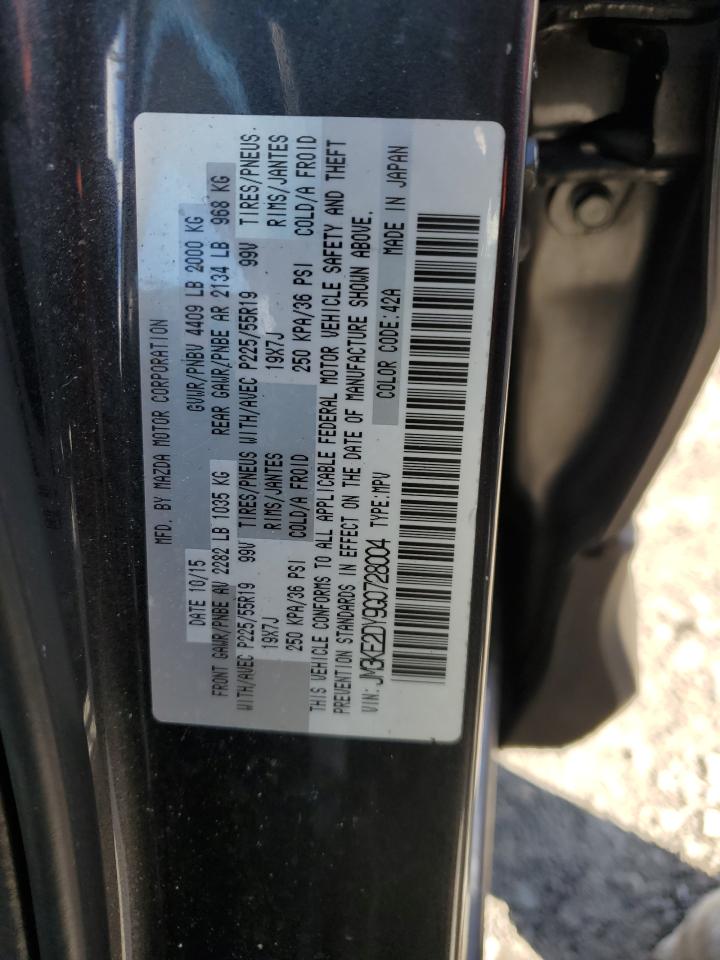 MFD. BY MAZDA MOTOR CORPORATION
DATE 10/15 GVWR/PNBV 4409 LB 2000 KG
FRONT GAWR/PNBE AV 2282 LB 1035 KG REAR GAWR/PNBE AR 2134 LB 968 KG
WITH/AVEC P225/55R19 99V TIRES/PNEUS WITH/AVEC P225/55R19 99V TIRES/PNEUS.
19X7J RIMS/JANTES 19X7J RIMS/JANTES
250 KPA/36 PSI COLD/A FROID 250 KPA/36 PSI COLD/A FROID
THIS VEHICLE CONFORMS TO ALL APPLICABLE FEDERAL MOTOR VEHICLE SAFETY AND THEFT
PREVENTION STANDARDS IN EFFECT ON THE DATE OF MANUFACTURE SHOWN ABOVE.
VIN: JM3KE2DY9G0728004 TYPE:MPV COLOR CODE:42A MADE IN JAPAN